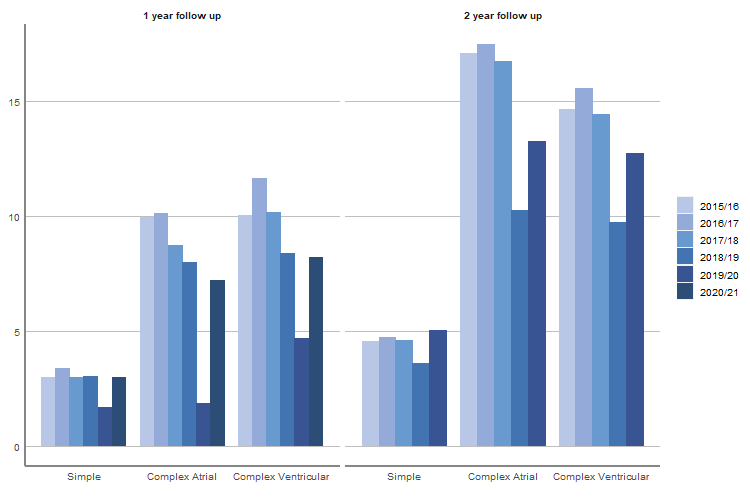 1 year follow up
2 year follow up
15
10
5
0
Simple
Complex Atrial
Complex Ventricular
Simple
Complex Atrial
Complex Ventricular
2015/16
2016/17
2017/18
2018/19
2019/20
2020/21